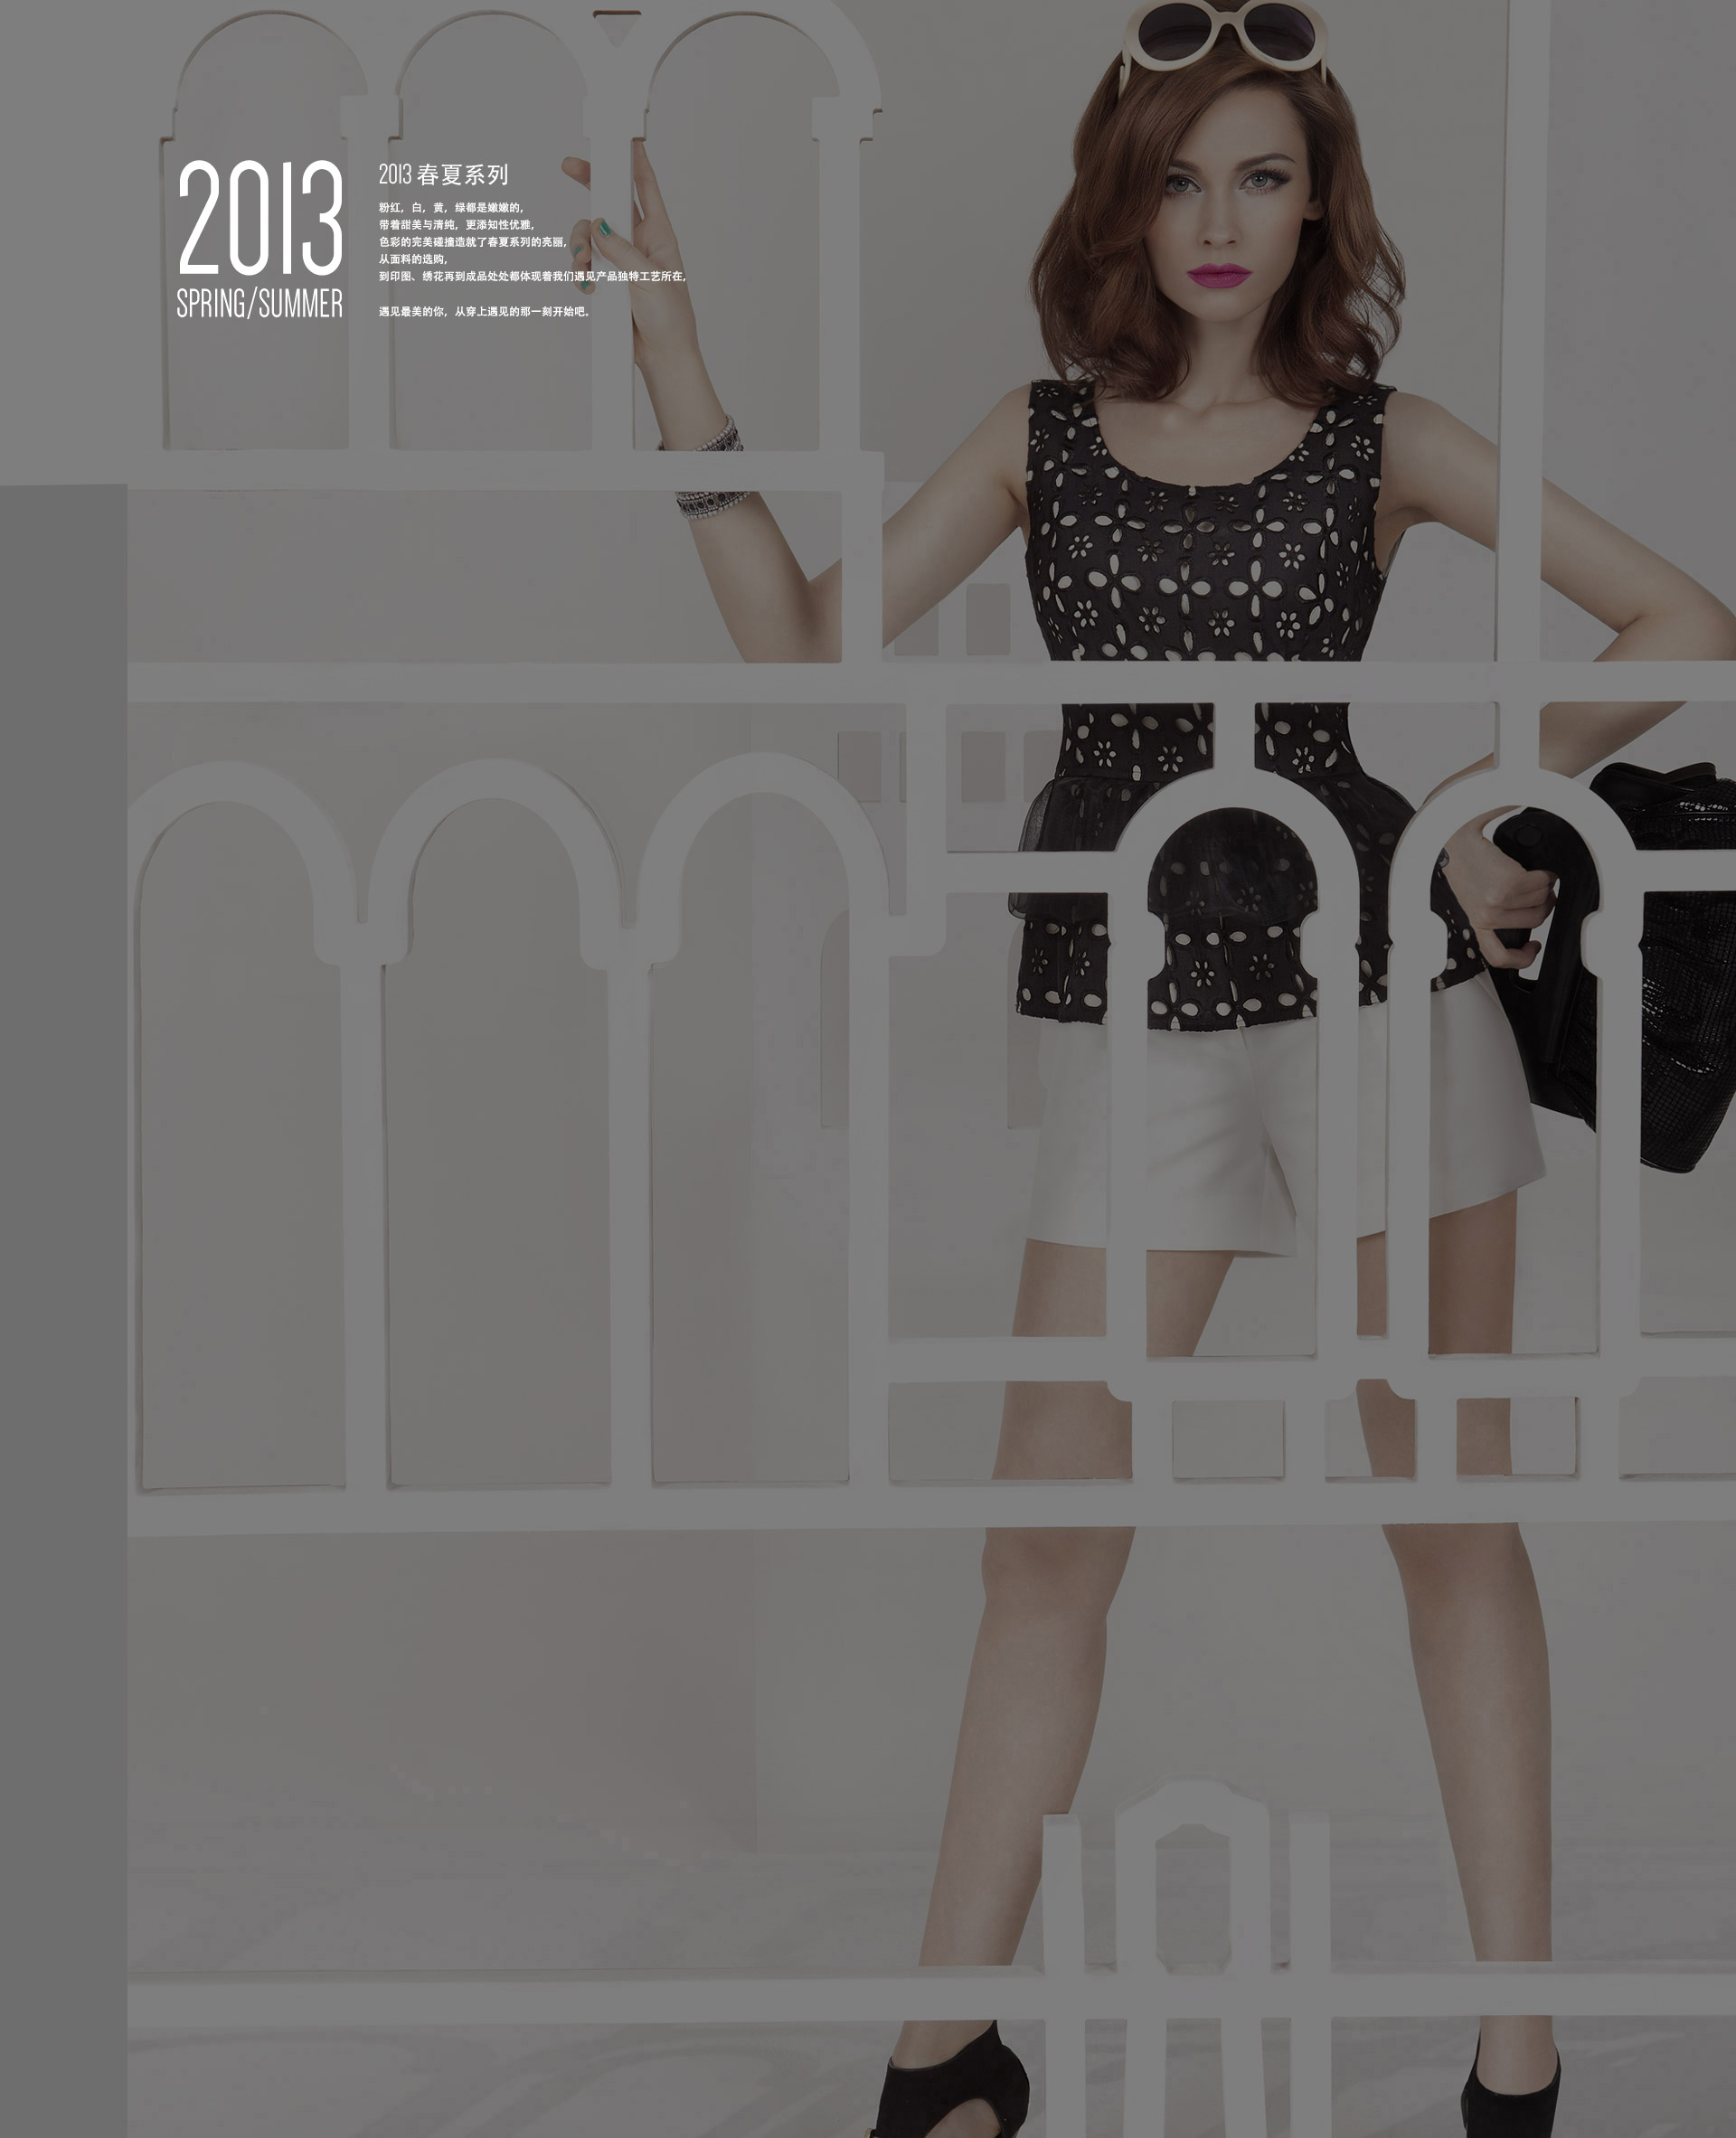 2013
SPRING/SUMMER
2013 春夏系列
粉红，白，黄，绿都是嫩嫩的，
带着甜美与清纯，更添知性优雅，
色彩的完美碰撞造就了春夏系列的亮丽，
从面料的选购，
到印图、绣花再到成品处处都体现着我们遇见产品独特工艺所在，
遇见最美的你，从穿上遇见的那一刻开始吧。